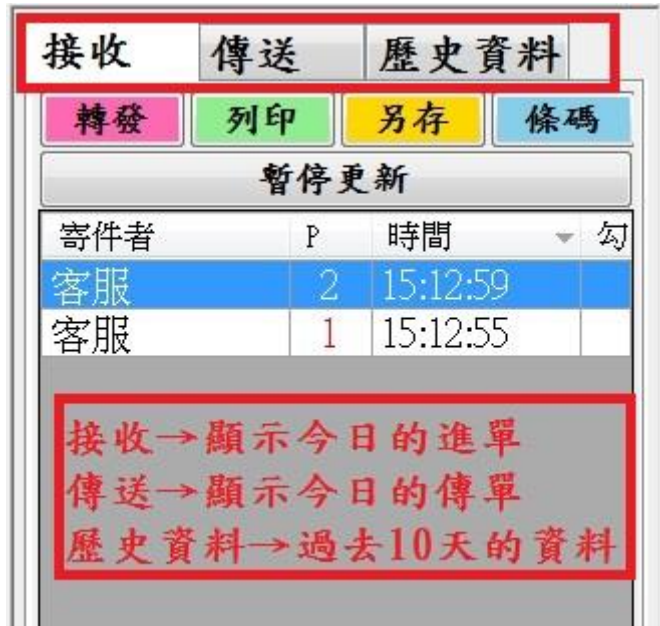 接收 傳送 歷史資料
轉發 列印 另存 條碼
暫停更新
寄件者 P 時間 勾
客服 2 15:12:59
客服 1 15:12:55
接收→顯示今日的進單
傳送→顯示今日的傳單
歷史資料→過去10天的資料